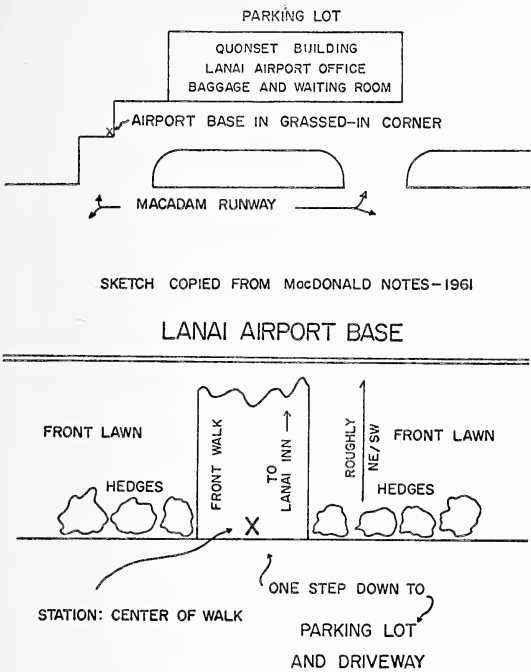 PARKING LOT
QUONSET BUILDING
LANAI AIRPORT OFFICE
BAGGAGE AND WAITING ROOM
X AIRPORT BASE IN GRASSED-IN CORNER
MACADAM RUNWAY
SKETCH COPIED FROM MacDONALD NOTES-1961
LANAI AIRPORT BASE
FRONT LAWN
HEDGES
FRONT WALK
TO
LANAI INN
ROUGHLY
NE/SW
FRONT LAWN
HEDGES
X
STATION: CENTER OF WALK
ONE STEP DOWN TO
PARKING LOT
AND DRIVEWAY